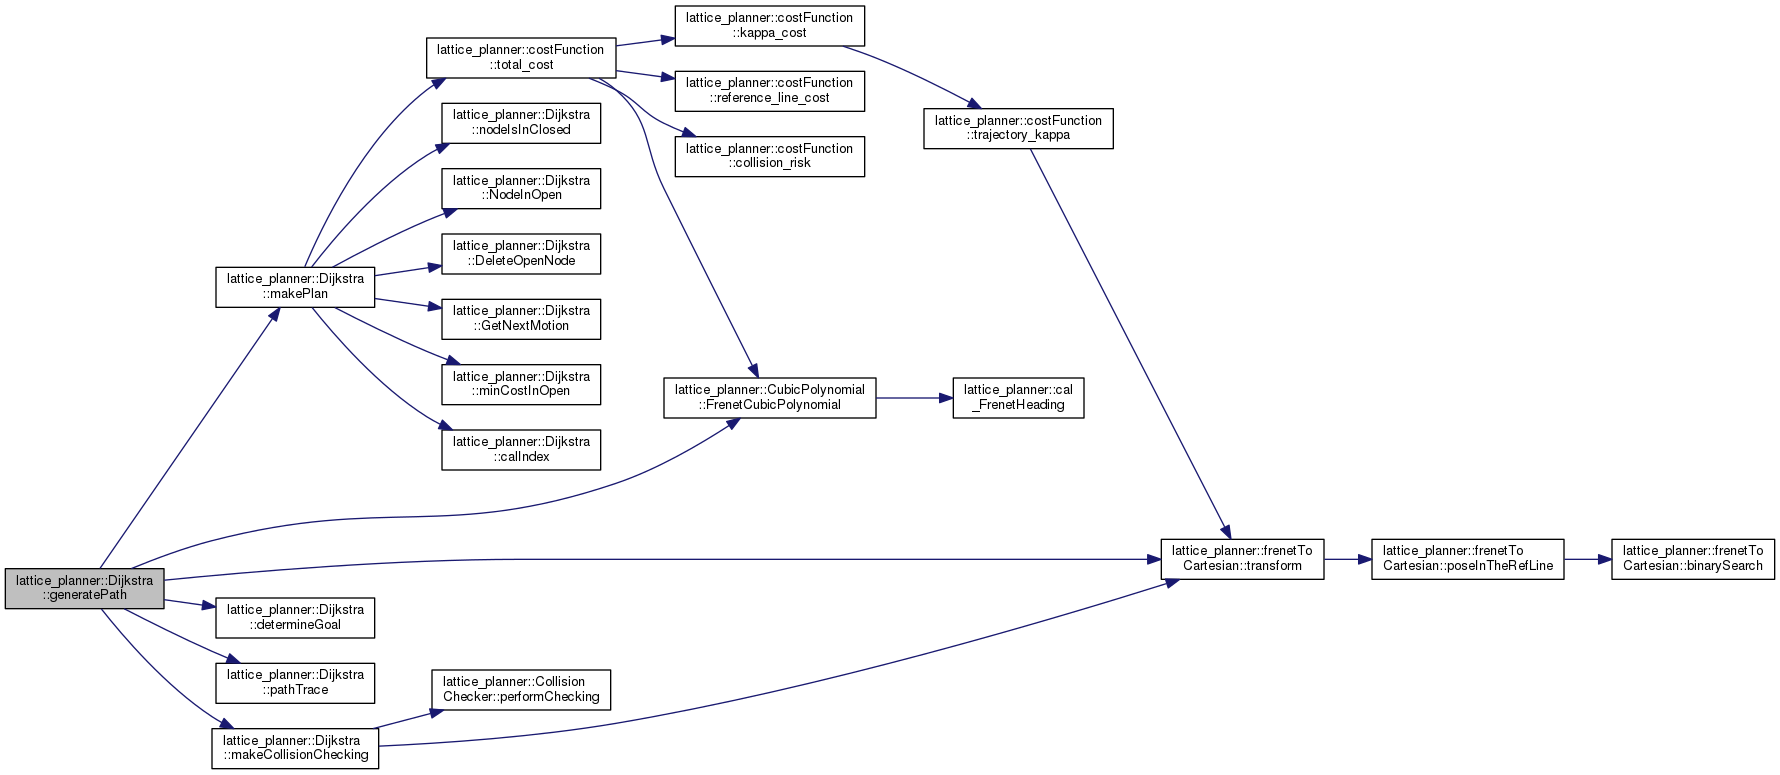 lattice_planner::costFunction
::kappa_cost
lattice_planner::costFunction
::total_cost
lattice_planner::costFunction
::reference_line_cost
lattice_planner::Dijkstra
::nodeIsInClosed
lattice_planner::costFunction
::trajectory_kappa
lattice_planner::costFunction
::collision_risk
lattice_planner::Dijkstra
::NodeInOpen
lattice_planner::Dijkstra
::DeleteOpenNode
lattice_planner::Dijkstra
::makePlan
lattice_planner::Dijkstra
::GetNextMotion
lattice_planner::Dijkstra
::minCostInOpen
lattice_planner::CubicPolynomial
::FrenetCubicPolynomial
lattice_planner::cal
_FrenetHeading
lattice_planner::Dijkstra
::calIndex
lattice_planner::frenetTo
Cartesian::transform
lattice_planner::frenetTo
Cartesian::poseInTheRefLine
lattice_planner::frenetTo
Cartesian::binarySearch
lattice_planner::Dijkstra
::generatePath
lattice_planner::Dijkstra
::determineGoal
lattice_planner::Dijkstra
::pathTrace
lattice_planner::Collision
Checker::performChecking
lattice_planner::Dijkstra
::makeCollisionChecking